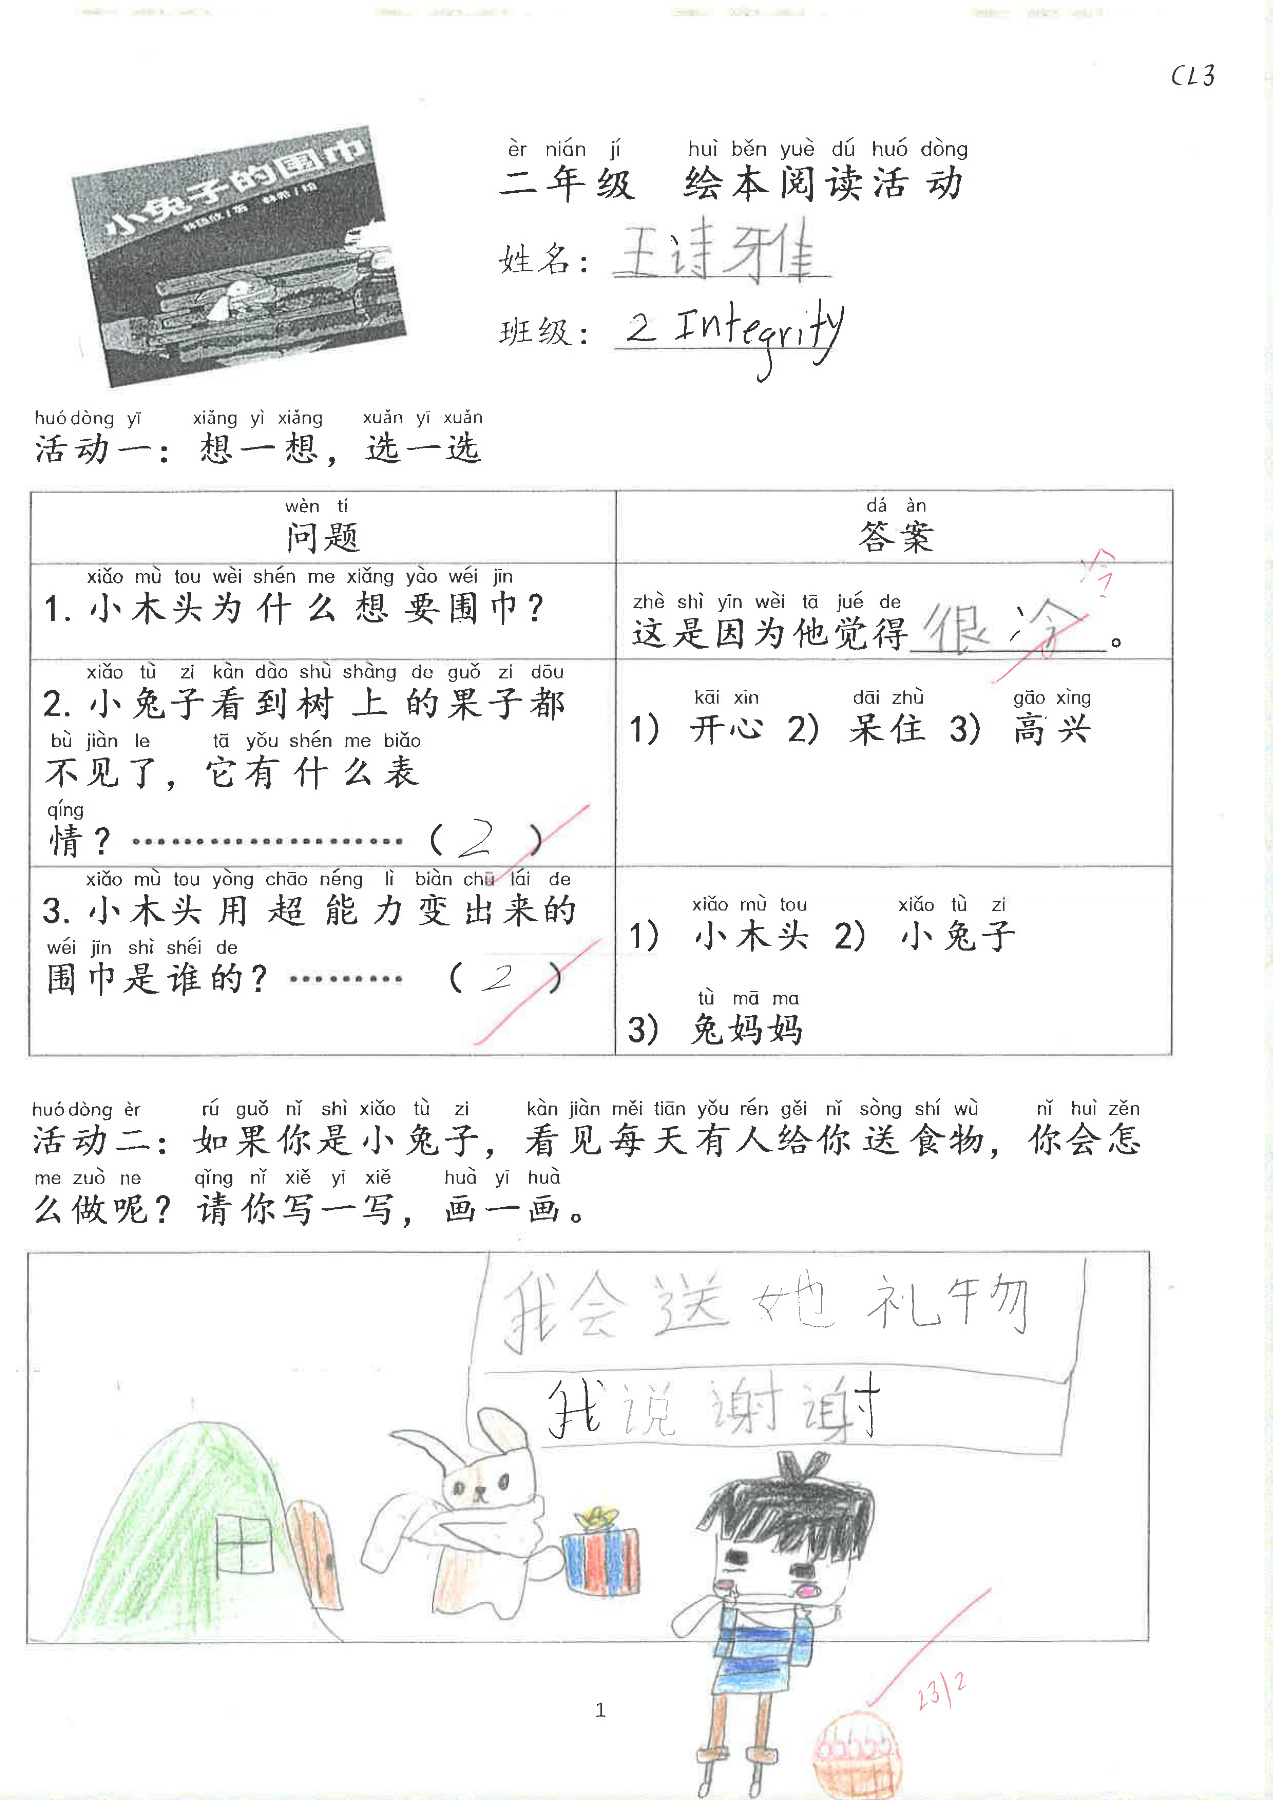 CL3
小兔子的围巾
èr nián jí huì běn yuè dú huó dòng
二年级 绘本阅读活动
姓名：王诗雅
班级：2 Integrity
huó dòng yī xiǎng yì xiǎng xuǎn yī xuǎn
活动一：想一想，选一选
wèn tí
问题
dá àn
答案
xiǎo mù tou wèi shén me xiǎng yào wéi jīn
1. 小木头为什么想要围巾？
冷
zhè shì yīn wèi tā jué de
这是因为他觉得很冷。
xiǎo tù zi kàn dào shù shàng de guǒ zi dōu
2. 小兔子看到树上的果子都
bù jiàn le tā yǒu shén me biǎo
不见了，它有什么表
qíng
情？ ····················（ 2 ）
kāi xīn dāi zhù gāo xìng
1) 开心 2) 呆住 3) 高兴
xiǎo mù tou yòng chāo néng lì biàn chū lái de
3. 小木头用超能力变出来的
wéi jīn shì shéi de
围巾是谁的？ ·········（ 2 ）
xiǎo mù tou xiǎo tù zi
1) 小木头 2) 小兔子
tù mā ma
3) 兔妈妈
huó dòng èr rú guǒ nǐ shì xiǎo tù zi kàn jiàn měi tiān yǒu rén gěi nǐ sòng shí wù nǐ huì zěn
活动二：如果你是小兔子，看见每天有人给你送食物，你会怎
me zuò ne qǐng nǐ xiě yī xiě huà yī huà
么做呢？请你写一写，画一画。
我会送她礼物
我说谢谢
23/2
1